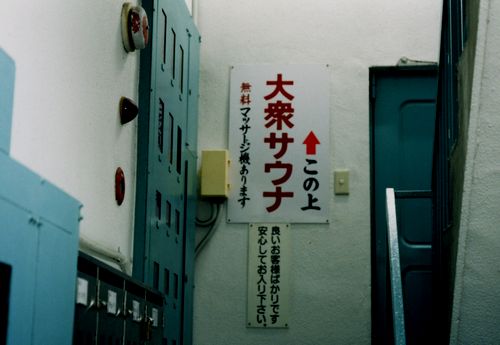 この上
大衆サウナ
無料マッサージ機あります
良いお客様ばかりです
安心してお入り下さい。